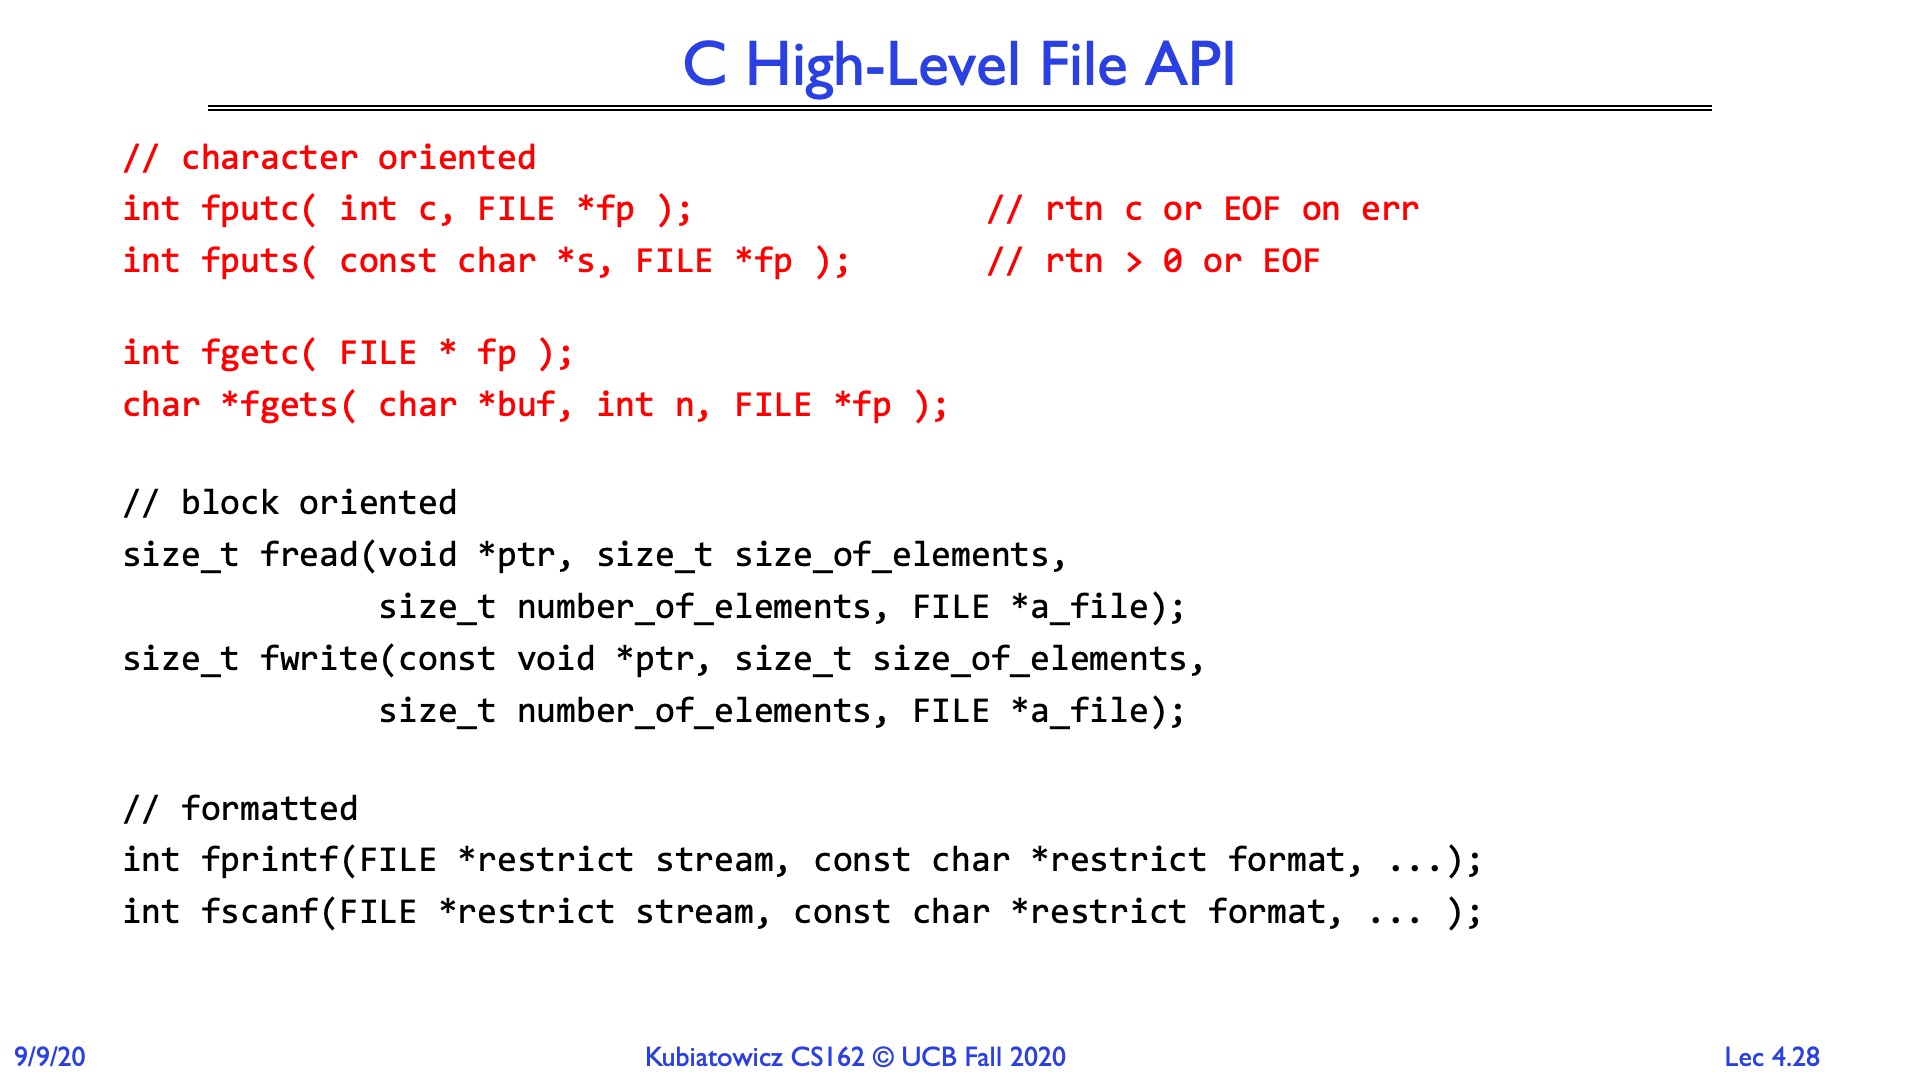 C High-Level File API
// character oriented
int fputc( int c, FILE *fp );               // rtn c or EOF on err
int fputs( const char *s, FILE *fp );       // rtn > 0 or EOF
int fgetc( FILE * fp );
char *fgets( char *buf, int n, FILE *fp );
// block oriented
size_t fread(void *ptr, size_t size_of_elements,
             size_t number_of_elements, FILE *a_file);
size_t fwrite(const void *ptr, size_t size_of_elements,
             size_t number_of_elements, FILE *a_file);
// formatted
int fprintf(FILE *restrict stream, const char *restrict format, ...);
int fscanf(FILE *restrict stream, const char *restrict format, ... );
9/9/20 Kubiatowicz CS162 © UCB Fall 2020 Lec 4.28